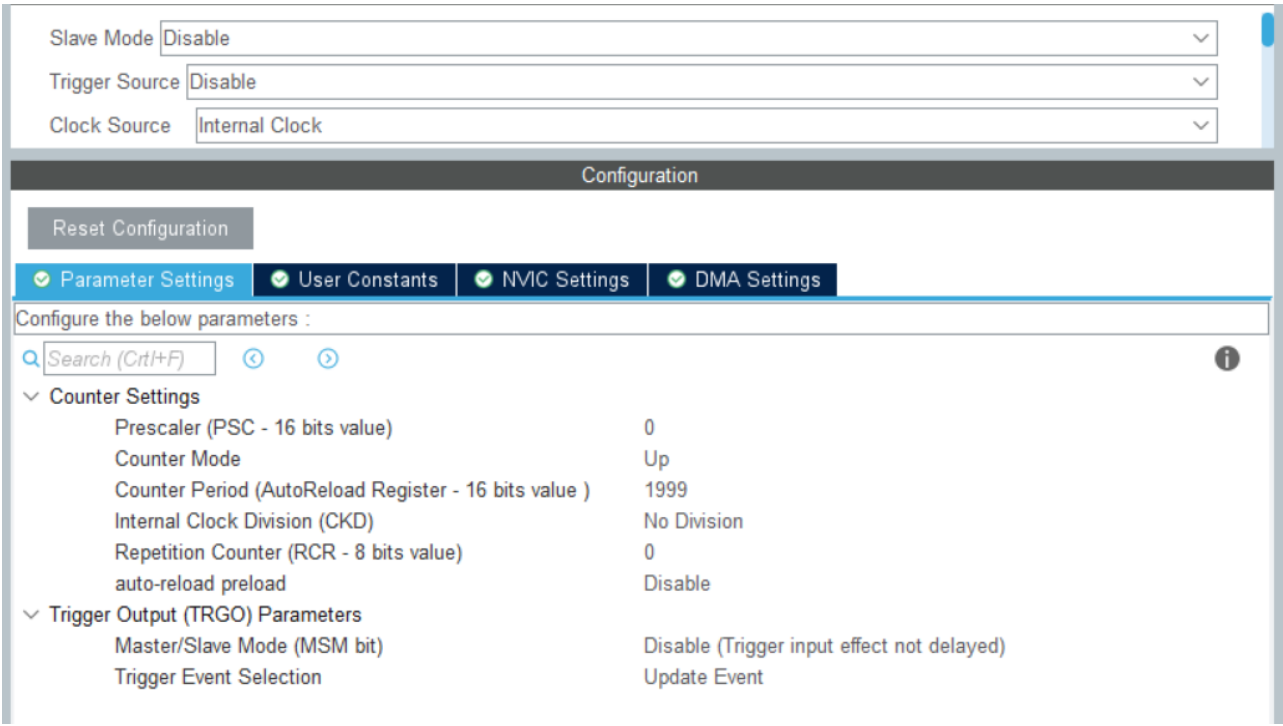 Slave Mode Disable
Trigger Source Disable
Clock Source Internal Clock
Configuration
Reset Configuration
Parameter Settings User Constants NVIC Settings DMA Settings
Configure the below parameters :
Search (Crtl+F)
Counter Settings
Prescaler (PSC - 16 bits value) 0
Counter Mode Up
Counter Period (AutoReload Register - 16 bits value ) 1999
Internal Clock Division (CKD) No Division
Repetition Counter (RCR - 8 bits value) 0
auto-reload preload Disable
Trigger Output (TRGO) Parameters
Master/Slave Mode (MSM bit) Disable (Trigger input effect not delayed)
Trigger Event Selection Update Event